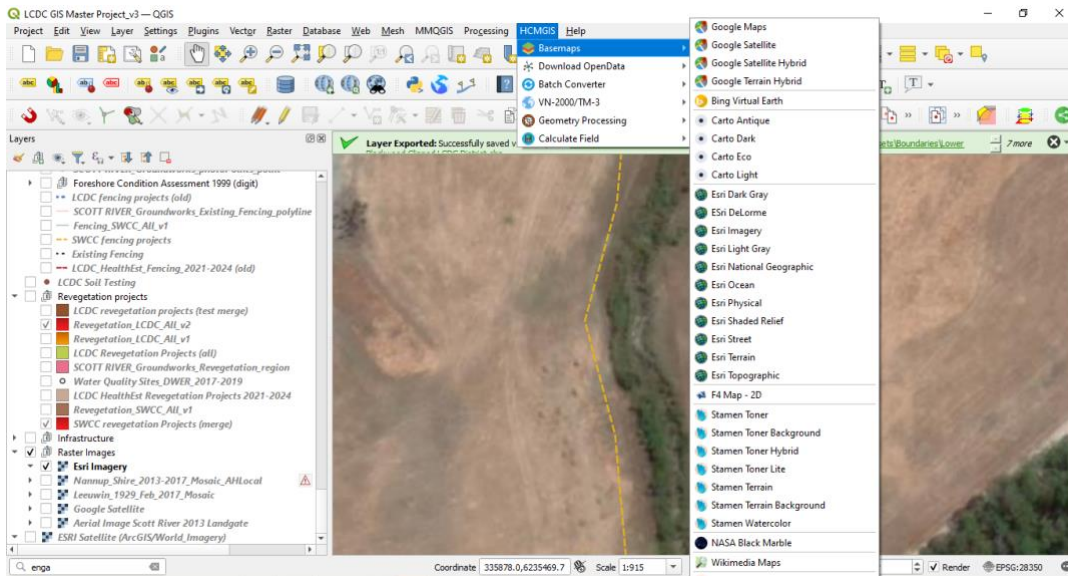 LCDC GIS Master Project_v3 — QGIS
Project Edit View Layer Settings Plugins Vector Raster Database Web Mesh MMQGIS Processing HCMGIS Help
Basemaps
Download OpenData
Batch Converter
VN-2000/TM-3
Geometry Processing
Calculate Field
Google Maps
Google Satellite
Google Satellite Hybrid
Google Terrain Hybrid
Bing Virtual Earth
Carto Antique
Carto Dark
Carto Eco
Carto Light
Esri Dark Gray
ESri DeLorme
Esri Imagery
Esri Light Gray
Esri National Geographic
Esri Ocean
Esri Physical
Esri Shaded Relief
Esri Street
Esri Terrain
Esri Topographic
F4 Map - 2D
Stamen Toner
Stamen Toner Background
Stamen Toner Hybrid
Stamen Toner Lite
Stamen Terrain
Stamen Terrain Background
Stamen Watercolor
NASA Black Marble
Wikimedia Maps
Layer Exported: Successfully saved v
ets\Boundaries\Lower
7 more
Layers
Foreshore Condition Assessment 1999 (digit)
LCDC fencing projects (old)
SCOTT RIVER_Groundworks_Existing_Fencing_polyline
Fencing_SWCC_All_v1
SWCC fencing projects
Existing Fencing
LCDC_HealthEst_Fencing_2021-2024 (old)
LCDC Soil Testing
Revegetation projects
LCDC revegetation projects (test merge)
Revegetation_LCDC_All_v2
Revegetation_LCDC_All_v1
LCDC Revegetation Projects (all)
SCOTT RIVER_Groundworks_Revegetation_region
Water Quality Sites_DWER_2017-2019
LCDC HealthEst Revegetation Projects 2021-2024
Revegetation_SWCC_All_v1
SWCC revegetation Projects (merge)
Infrastructure
Raster Images
Esri Imagery
Nannup_Shire_2013-2017_Mosaic_AHLocal
Leeuwin_1929_Feb_2017_Mosaic
Google Satellite
Aerial Image Scott River 2013 Landgate
ESRI Satellite (ArcGIS/World_Imagery)
enga
Coordinate 335878.0,6235469.7 Scale 1:915 Render EPSG:28350